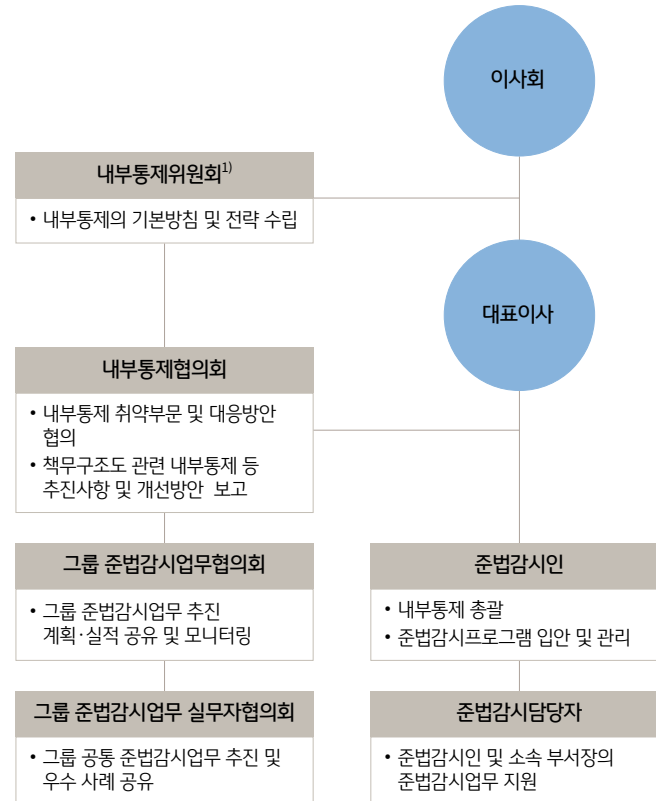 이사회
내부통제위원회1)
• 내부통제의 기본방침 및 전략 수립
대표이사
내부통제협의회
• 내부통제 취약부문 및 대응방안
협의
• 책무구조도 관련 내부통제 등
추진사항 및 개선방안 보고
그룹 준법감시업무협의회
• 그룹 준법감시업무 추진
계획·실적 공유 및 모니터링
준법감시인
• 내부통제 총괄
• 준법감시프로그램 입안 및 관리
그룹 준법감시업무 실무자협의회
• 그룹 공통 준법감시업무 추진 및
우수 사례 공유
준법감시담당자
• 준법감시인 및 소속 부서장의
준법감시업무 지원